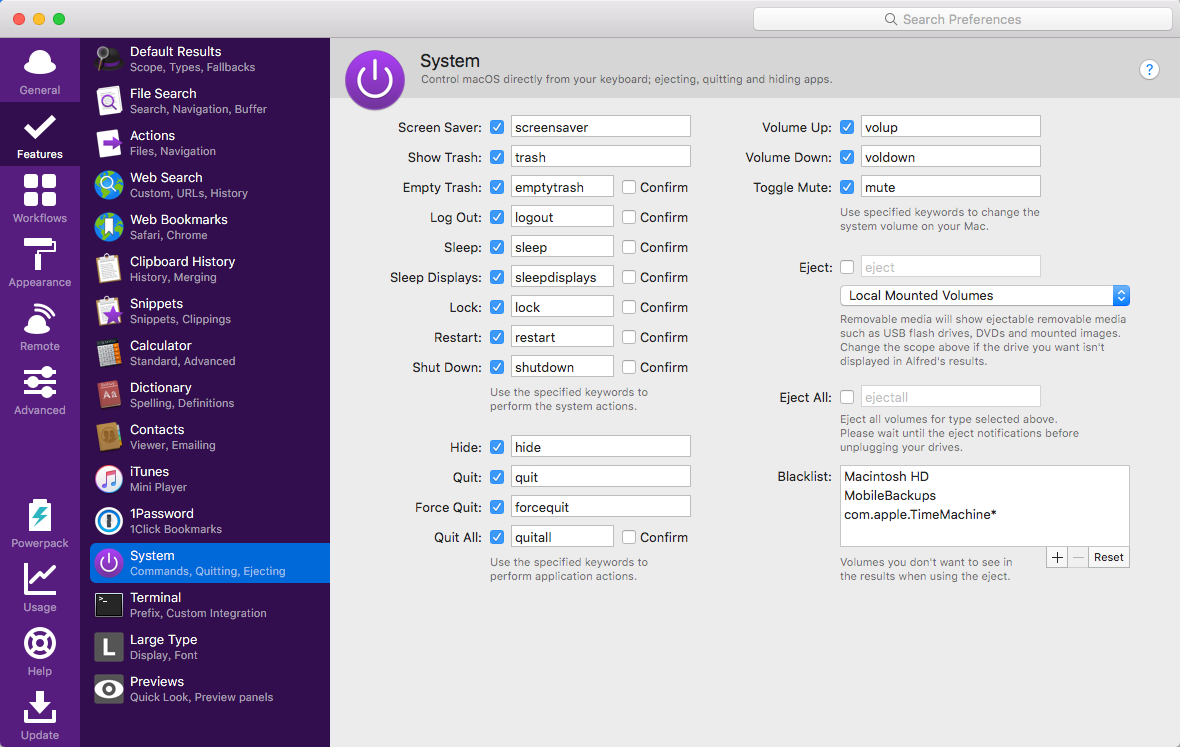 Search Preferences
General
Features
Workflows
Appearance
Remote
Advanced
Powerpack
Usage
Help
Update
Default Results
Scope, Types, Fallbacks
File Search
Search, Navigation, Buffer
Actions
Files, Navigation
Web Search
Custom, URLs, History
Web Bookmarks
Safari, Chrome
Clipboard History
History, Merging
Snippets
Snippets, Clippings
Calculator
Standard, Advanced
Aa
Dictionary
Spelling, Definitions
Contacts
Viewer, Emailing
iTunes
Mini Player
1Password
1Click Bookmarks
System
Commands, Quitting, Ejecting
>_
Terminal
Prefix, Custom Integration
L
Large Type
Display, Font
Previews
Quick Look, Preview panels
System
Control macOS directly from your keyboard; ejecting, quitting and hiding apps.
?
Screen Saver: screensaver
Show Trash: trash
Empty Trash: emptytrash Confirm
Log Out: logout Confirm
Sleep: sleep Confirm
Sleep Displays: sleepdisplays Confirm
Lock: lock Confirm
Restart: restart Confirm
Shut Down: shutdown Confirm
Use the specified keywords to
perform the system actions.
Hide: hide
Quit: quit
Force Quit: forcequit
Quit All: quitall Confirm
Use the specified keywords to
perform application actions.
Volume Up: volup
Volume Down: voldown
Toggle Mute: mute
Use specified keywords to change the
system volume on your Mac.
Eject: eject
Local Mounted Volumes
Removable media will show ejectable removable media
such as USB flash drives, DVDs and mounted images.
Change the scope above if the drive you want isn't
displayed in Alfred's results.
Eject All: ejectall
Eject all volumes for type selected above.
Please wait until the eject notifications before
unplugging your drives.
Blacklist: Macintosh HD
MobileBackups
com.apple.TimeMachine*
+ − Reset
Volumes you don't want to see in
the results when using the eject.